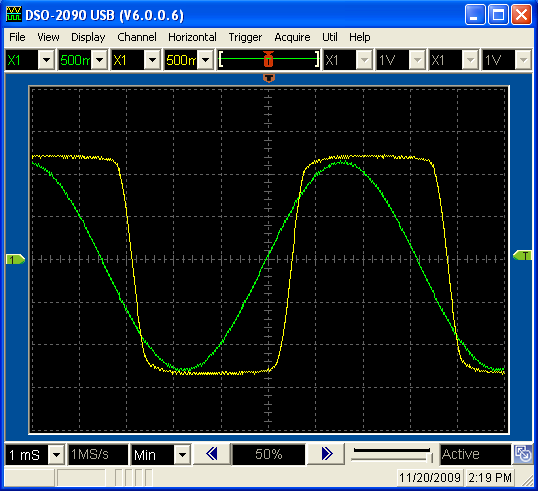 DSO-2090 USB (V6.0.0.6)
File View Display Channel Horizontal Trigger Acquire Util Help
X1 500m X1 500m X1 1V X1 1V
1 T
1 mS 1MS/s Min 50% Active
11/20/2009 2:19 PM